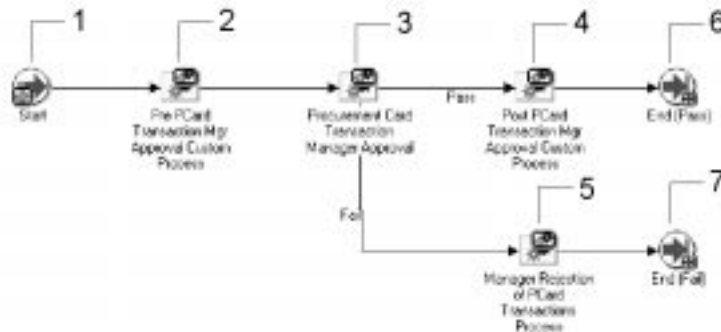 1
2
3
4
6
Start
Pre PCard
Transaction Mgr
Approval Custom
Process
Procurement Card
Transaction
Manager Approval
Pass
Post PCard
Transaction Mgr
Approval Custom
Process
End (Pass)
Fail
5
7
Manager Rejection
of PCard
Transactions
Process
End (Fail)